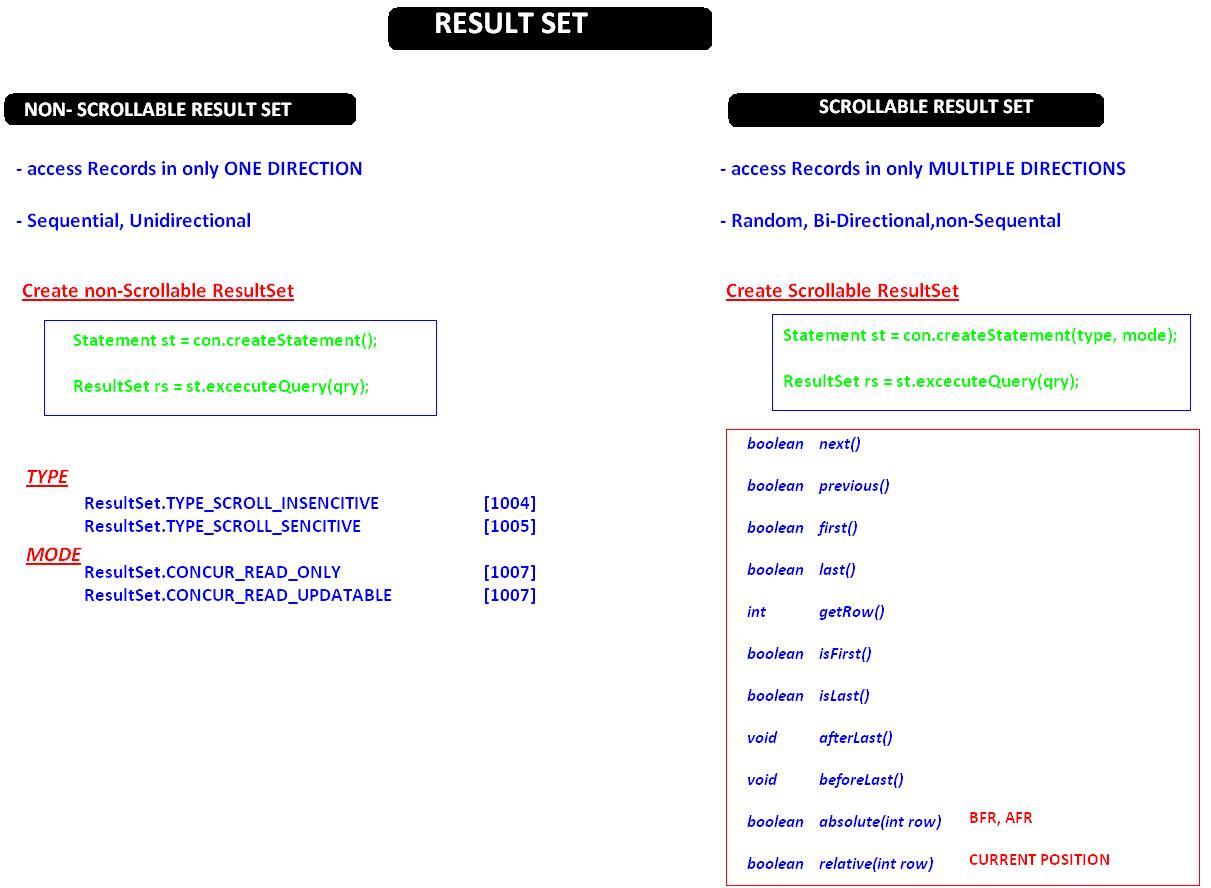 RESULT SET
NON- SCROLLABLE RESULT SET
- access Records in only ONE DIRECTION
- Sequential, Unidirectional
Create non-Scrollable ResultSet
Statement st = con.createStatement();
ResultSet rs = st.excecuteQuery(qry);
TYPE
ResultSet.TYPE_SCROLL_INSENCITIVE [1004]
ResultSet.TYPE_SCROLL_SENCITIVE [1005]
MODE
ResultSet.CONCUR_READ_ONLY [1007]
ResultSet.CONCUR_READ_UPDATABLE [1007]
SCROLLABLE RESULT SET
- access Records in only MULTIPLE DIRECTIONS
- Random, Bi-Directional,non-Sequental
Create Scrollable ResultSet
Statement st = con.createStatement(type, mode);
ResultSet rs = st.excecuteQuery(qry);
boolean next()
boolean previous()
boolean first()
boolean last()
int getRow()
boolean isFirst()
boolean isLast()
void afterLast()
void beforeLast()
boolean absolute(int row) BFR, AFR
boolean relative(int row) CURRENT POSITION